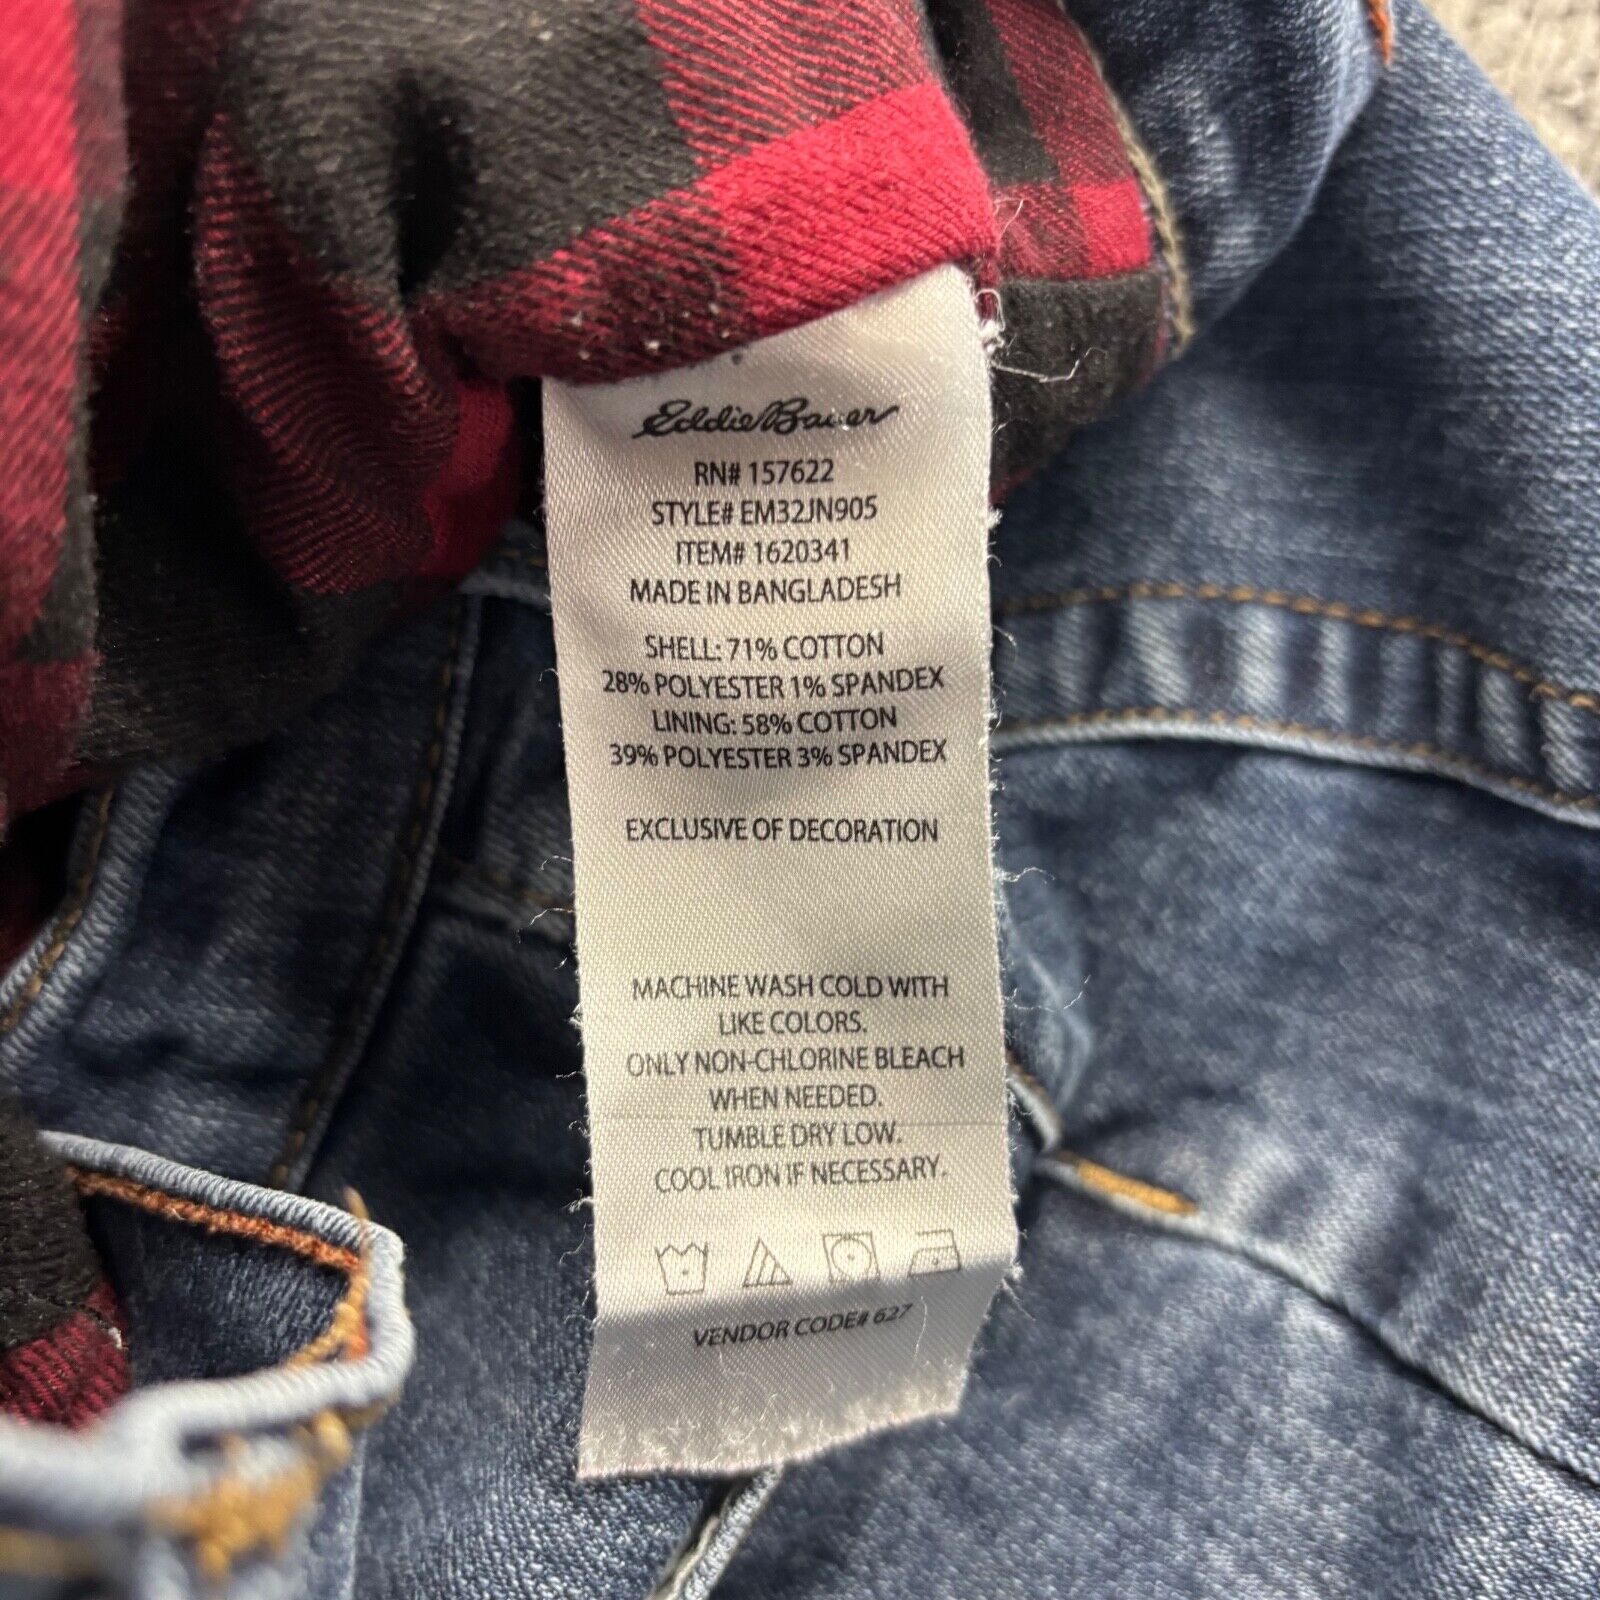 Eddie Bauer
RN# 157622
STYLE# EM32JN905
ITEM# 1620341
MADE IN BANGLADESH
SHELL: 71% COTTON
28% POLYESTER 1% SPANDEX
LINING: 58% COTTON
39% POLYESTER 3% SPANDEX
EXCLUSIVE OF DECORATION
MACHINE WASH COLD WITH
LIKE COLORS.
ONLY NON-CHLORINE BLEACH
WHEN NEEDED.
TUMBLE DRY LOW.
COOL IRON IF NECESSARY.
VENDOR CODE# 627